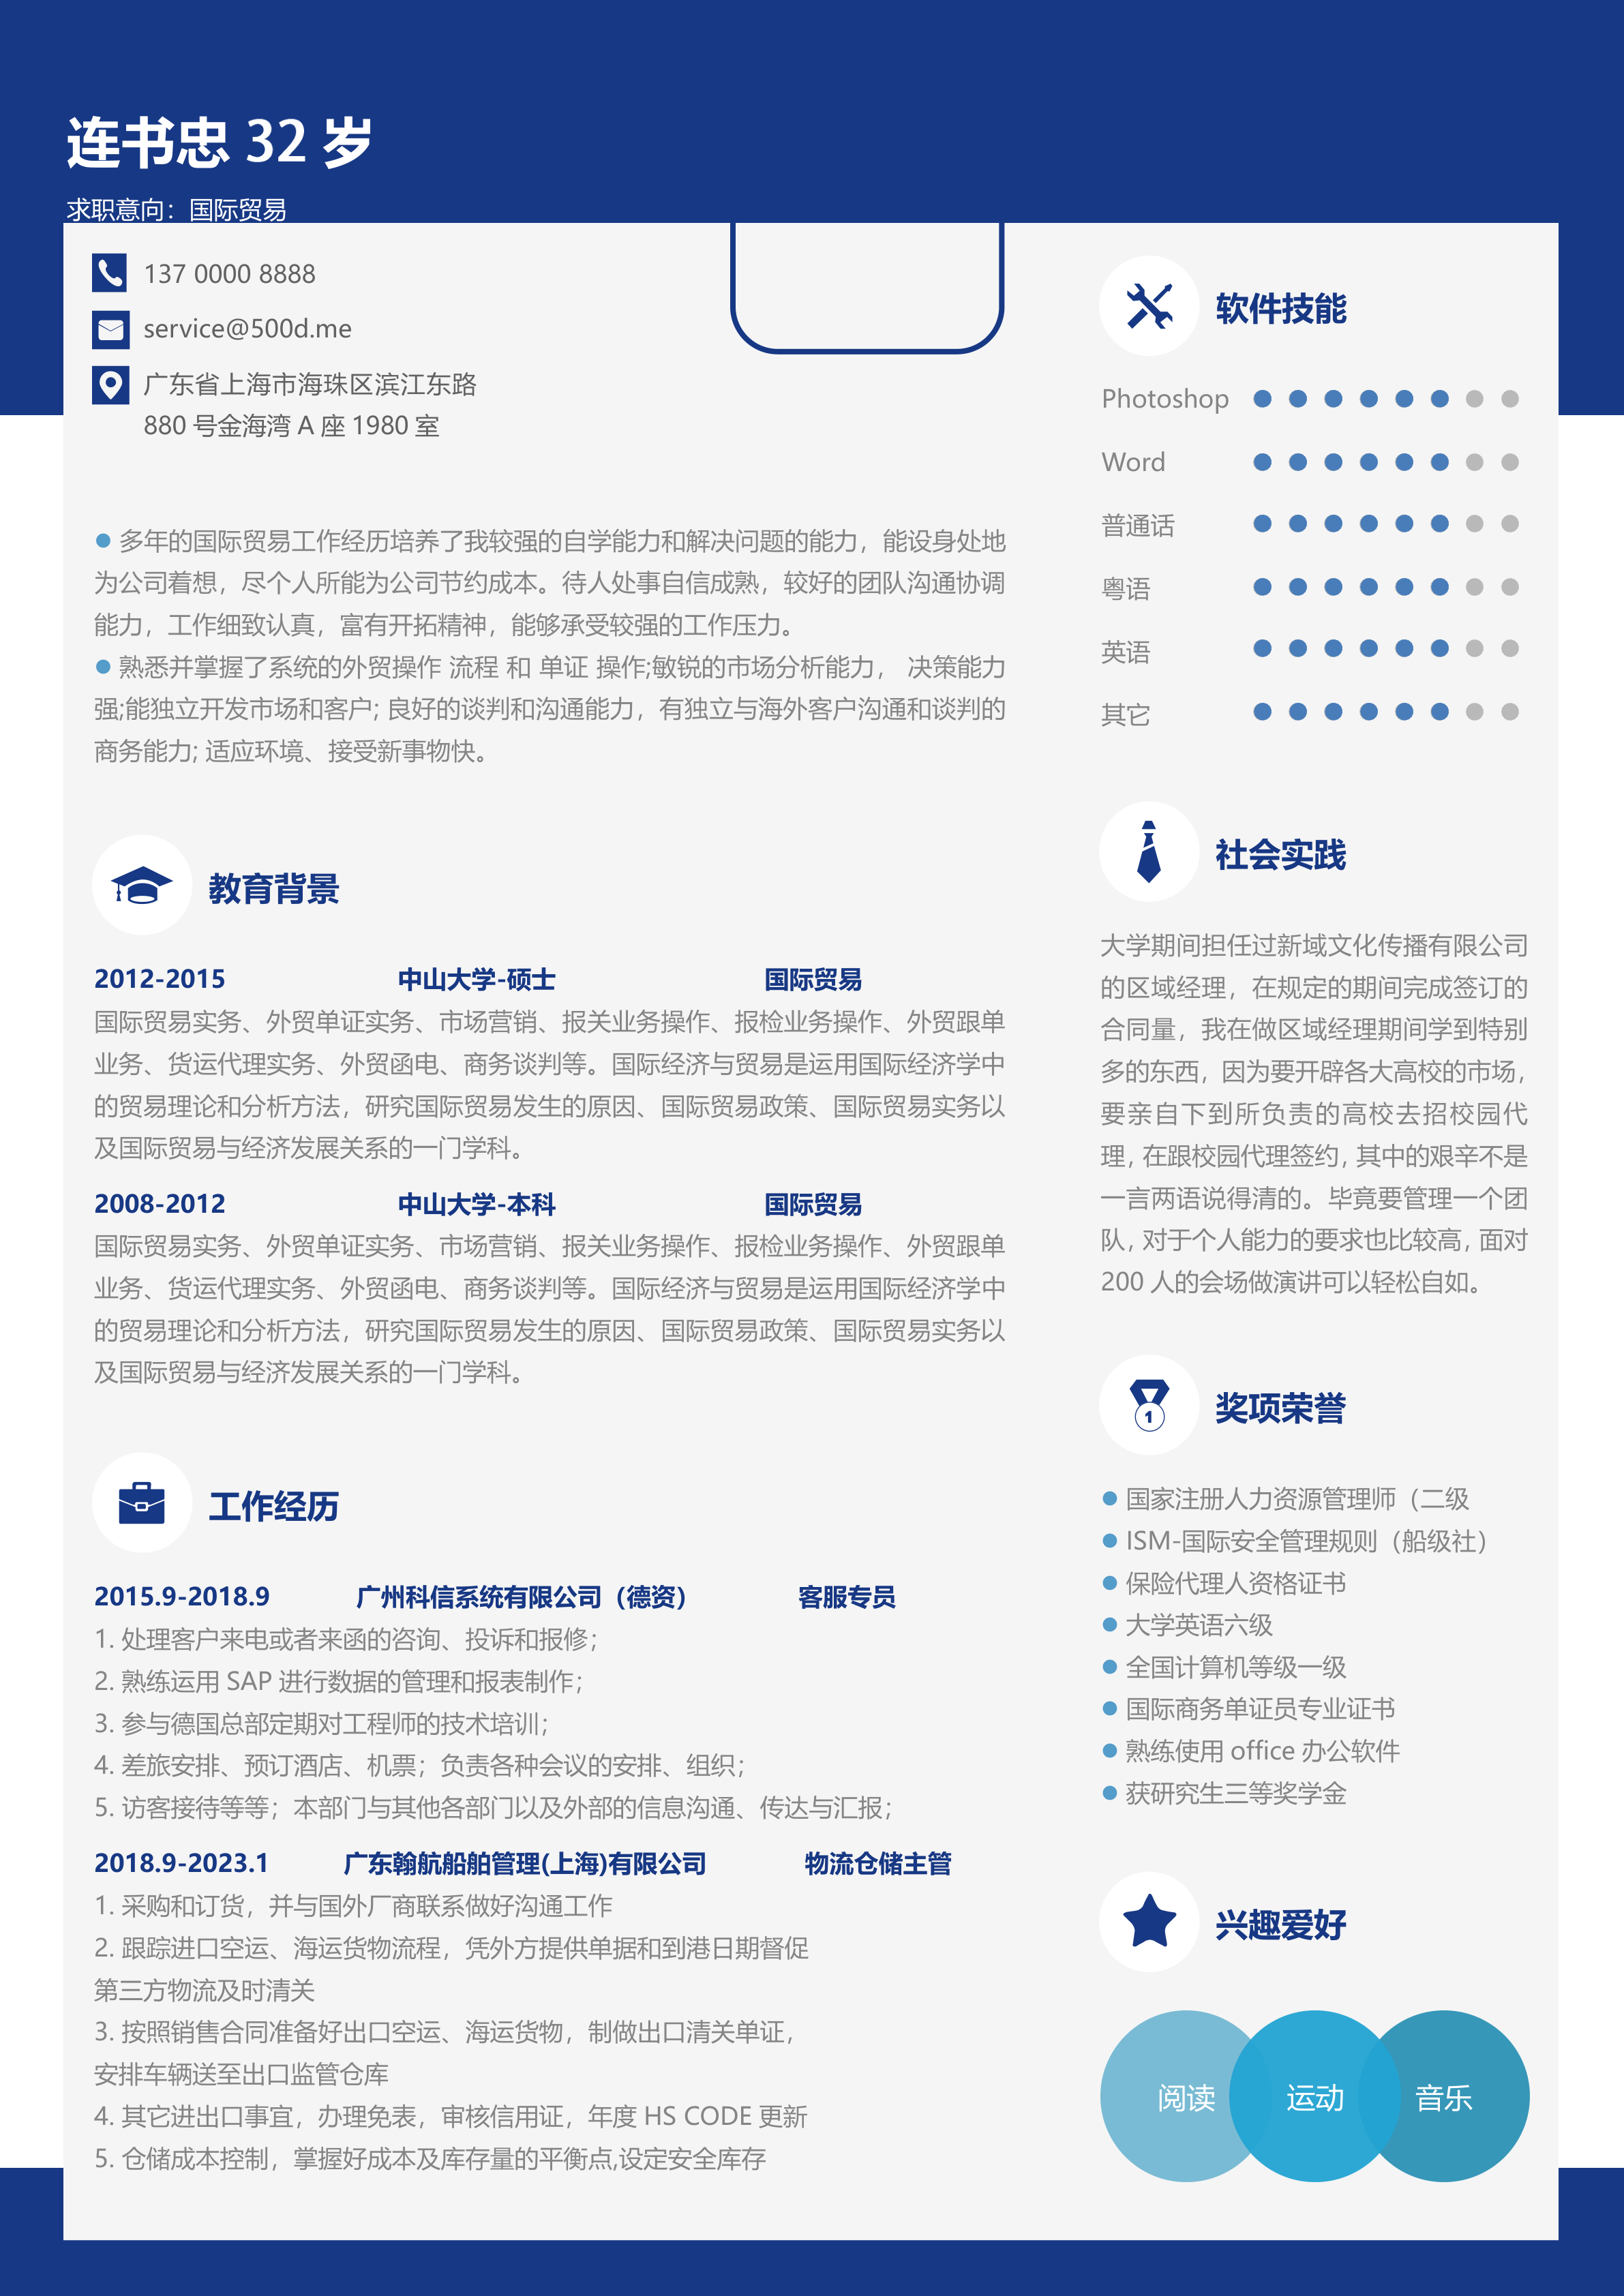 连书忠 32 岁
求职意向：国际贸易
137 0000 8888
service@500d.me
广东省上海市海珠区滨江东路
880 号金海湾 A 座 1980 室
● 多年的国际贸易工作经历培养了我较强的自学能力和解决问题的能力，能设身处地
为公司着想，尽个人所能为公司节约成本。待人处事自信成熟，较好的团队沟通协调
能力，工作细致认真，富有开拓精神，能够承受较强的工作压力。
● 熟悉并掌握了系统的外贸操作 流程 和 单证 操作;敏锐的市场分析能力， 决策能力
强;能独立开发市场和客户; 良好的谈判和沟通能力，有独立与海外客户沟通和谈判的
商务能力; 适应环境、接受新事物快。
教育背景
2012-2015 中山大学-硕士 国际贸易
国际贸易实务、外贸单证实务、市场营销、报关业务操作、报检业务操作、外贸跟单
业务、货运代理实务、外贸函电、商务谈判等。国际经济与贸易是运用国际经济学中
的贸易理论和分析方法，研究国际贸易发生的原因、国际贸易政策、国际贸易实务以
及国际贸易与经济发展关系的一门学科。
2008-2012 中山大学-本科 国际贸易
国际贸易实务、外贸单证实务、市场营销、报关业务操作、报检业务操作、外贸跟单
业务、货运代理实务、外贸函电、商务谈判等。国际经济与贸易是运用国际经济学中
的贸易理论和分析方法，研究国际贸易发生的原因、国际贸易政策、国际贸易实务以
及国际贸易与经济发展关系的一门学科。
工作经历
2015.9-2018.9 广州科信系统有限公司（德资） 客服专员
1. 处理客户来电或者来函的咨询、投诉和报修；
2. 熟练运用 SAP 进行数据的管理和报表制作；
3. 参与德国总部定期对工程师的技术培训；
4. 差旅安排、预订酒店、机票；负责各种会议的安排、组织；
5. 访客接待等等；本部门与其他各部门以及外部的信息沟通、传达与汇报；
2018.9-2023.1 广东翰航船舶管理(上海)有限公司 物流仓储主管
1. 采购和订货，并与国外厂商联系做好沟通工作
2. 跟踪进口空运、海运货物流程，凭外方提供单据和到港日期督促
第三方物流及时清关
3. 按照销售合同准备好出口空运、海运货物，制做出口清关单证，
安排车辆送至出口监管仓库
4. 其它进出口事宜，办理免表，审核信用证，年度 HS CODE 更新
5. 仓储成本控制，掌握好成本及库存量的平衡点,设定安全库存
软件技能
Photoshop
Word
普通话
粤语
英语
其它
社会实践
大学期间担任过新域文化传播有限公司
的区域经理，在规定的期间完成签订的
合同量，我在做区域经理期间学到特别
多的东西，因为要开辟各大高校的市场，
要亲自下到所负责的高校去招校园代
理，在跟校园代理签约，其中的艰辛不是
一言两语说得清的。毕竟要管理一个团
队，对于个人能力的要求也比较高，面对
200 人的会场做演讲可以轻松自如。
1
奖项荣誉
● 国家注册人力资源管理师（二级
● ISM-国际安全管理规则（船级社）
● 保险代理人资格证书
● 大学英语六级
● 全国计算机等级一级
● 国际商务单证员专业证书
● 熟练使用 office 办公软件
● 获研究生三等奖学金
兴趣爱好
阅读 运动 音乐